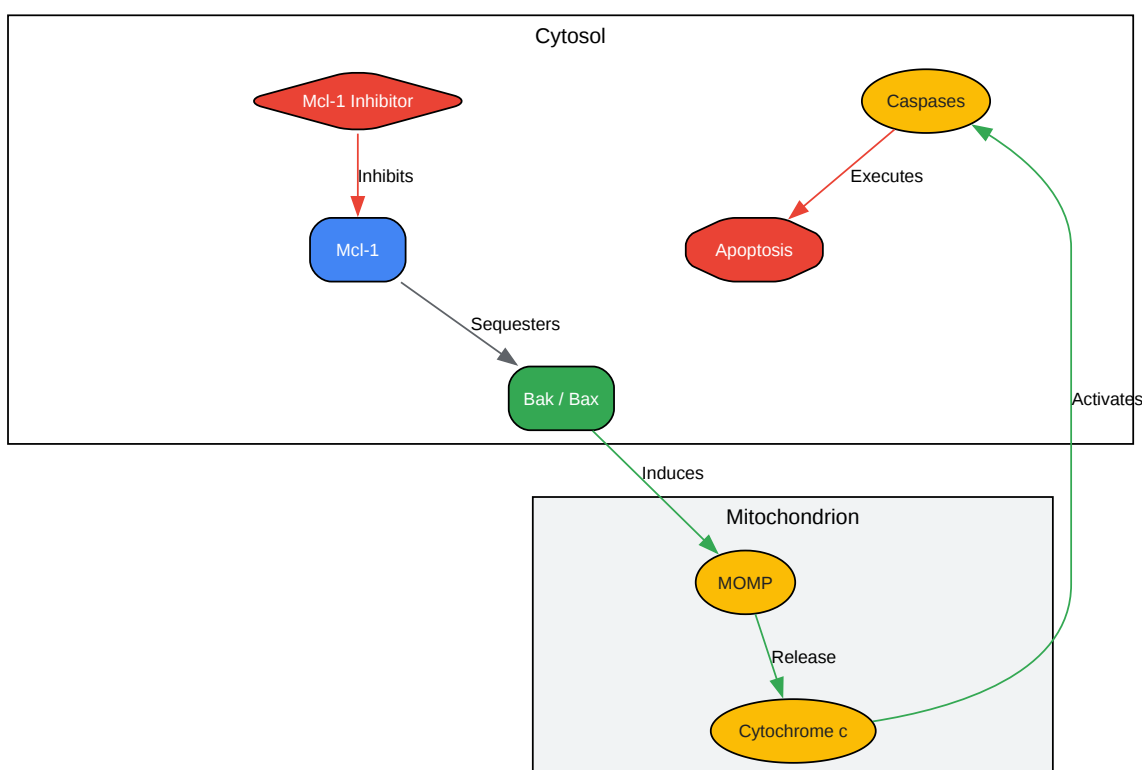 Cytosol
Mcl-1 Inhibitor
Caspases
Inhibits
Executes
Mcl-1
Apoptosis
Sequesters
Bak / Bax
Activates
Induces
Mitochondrion
MOMP
Release
Cytochrome c